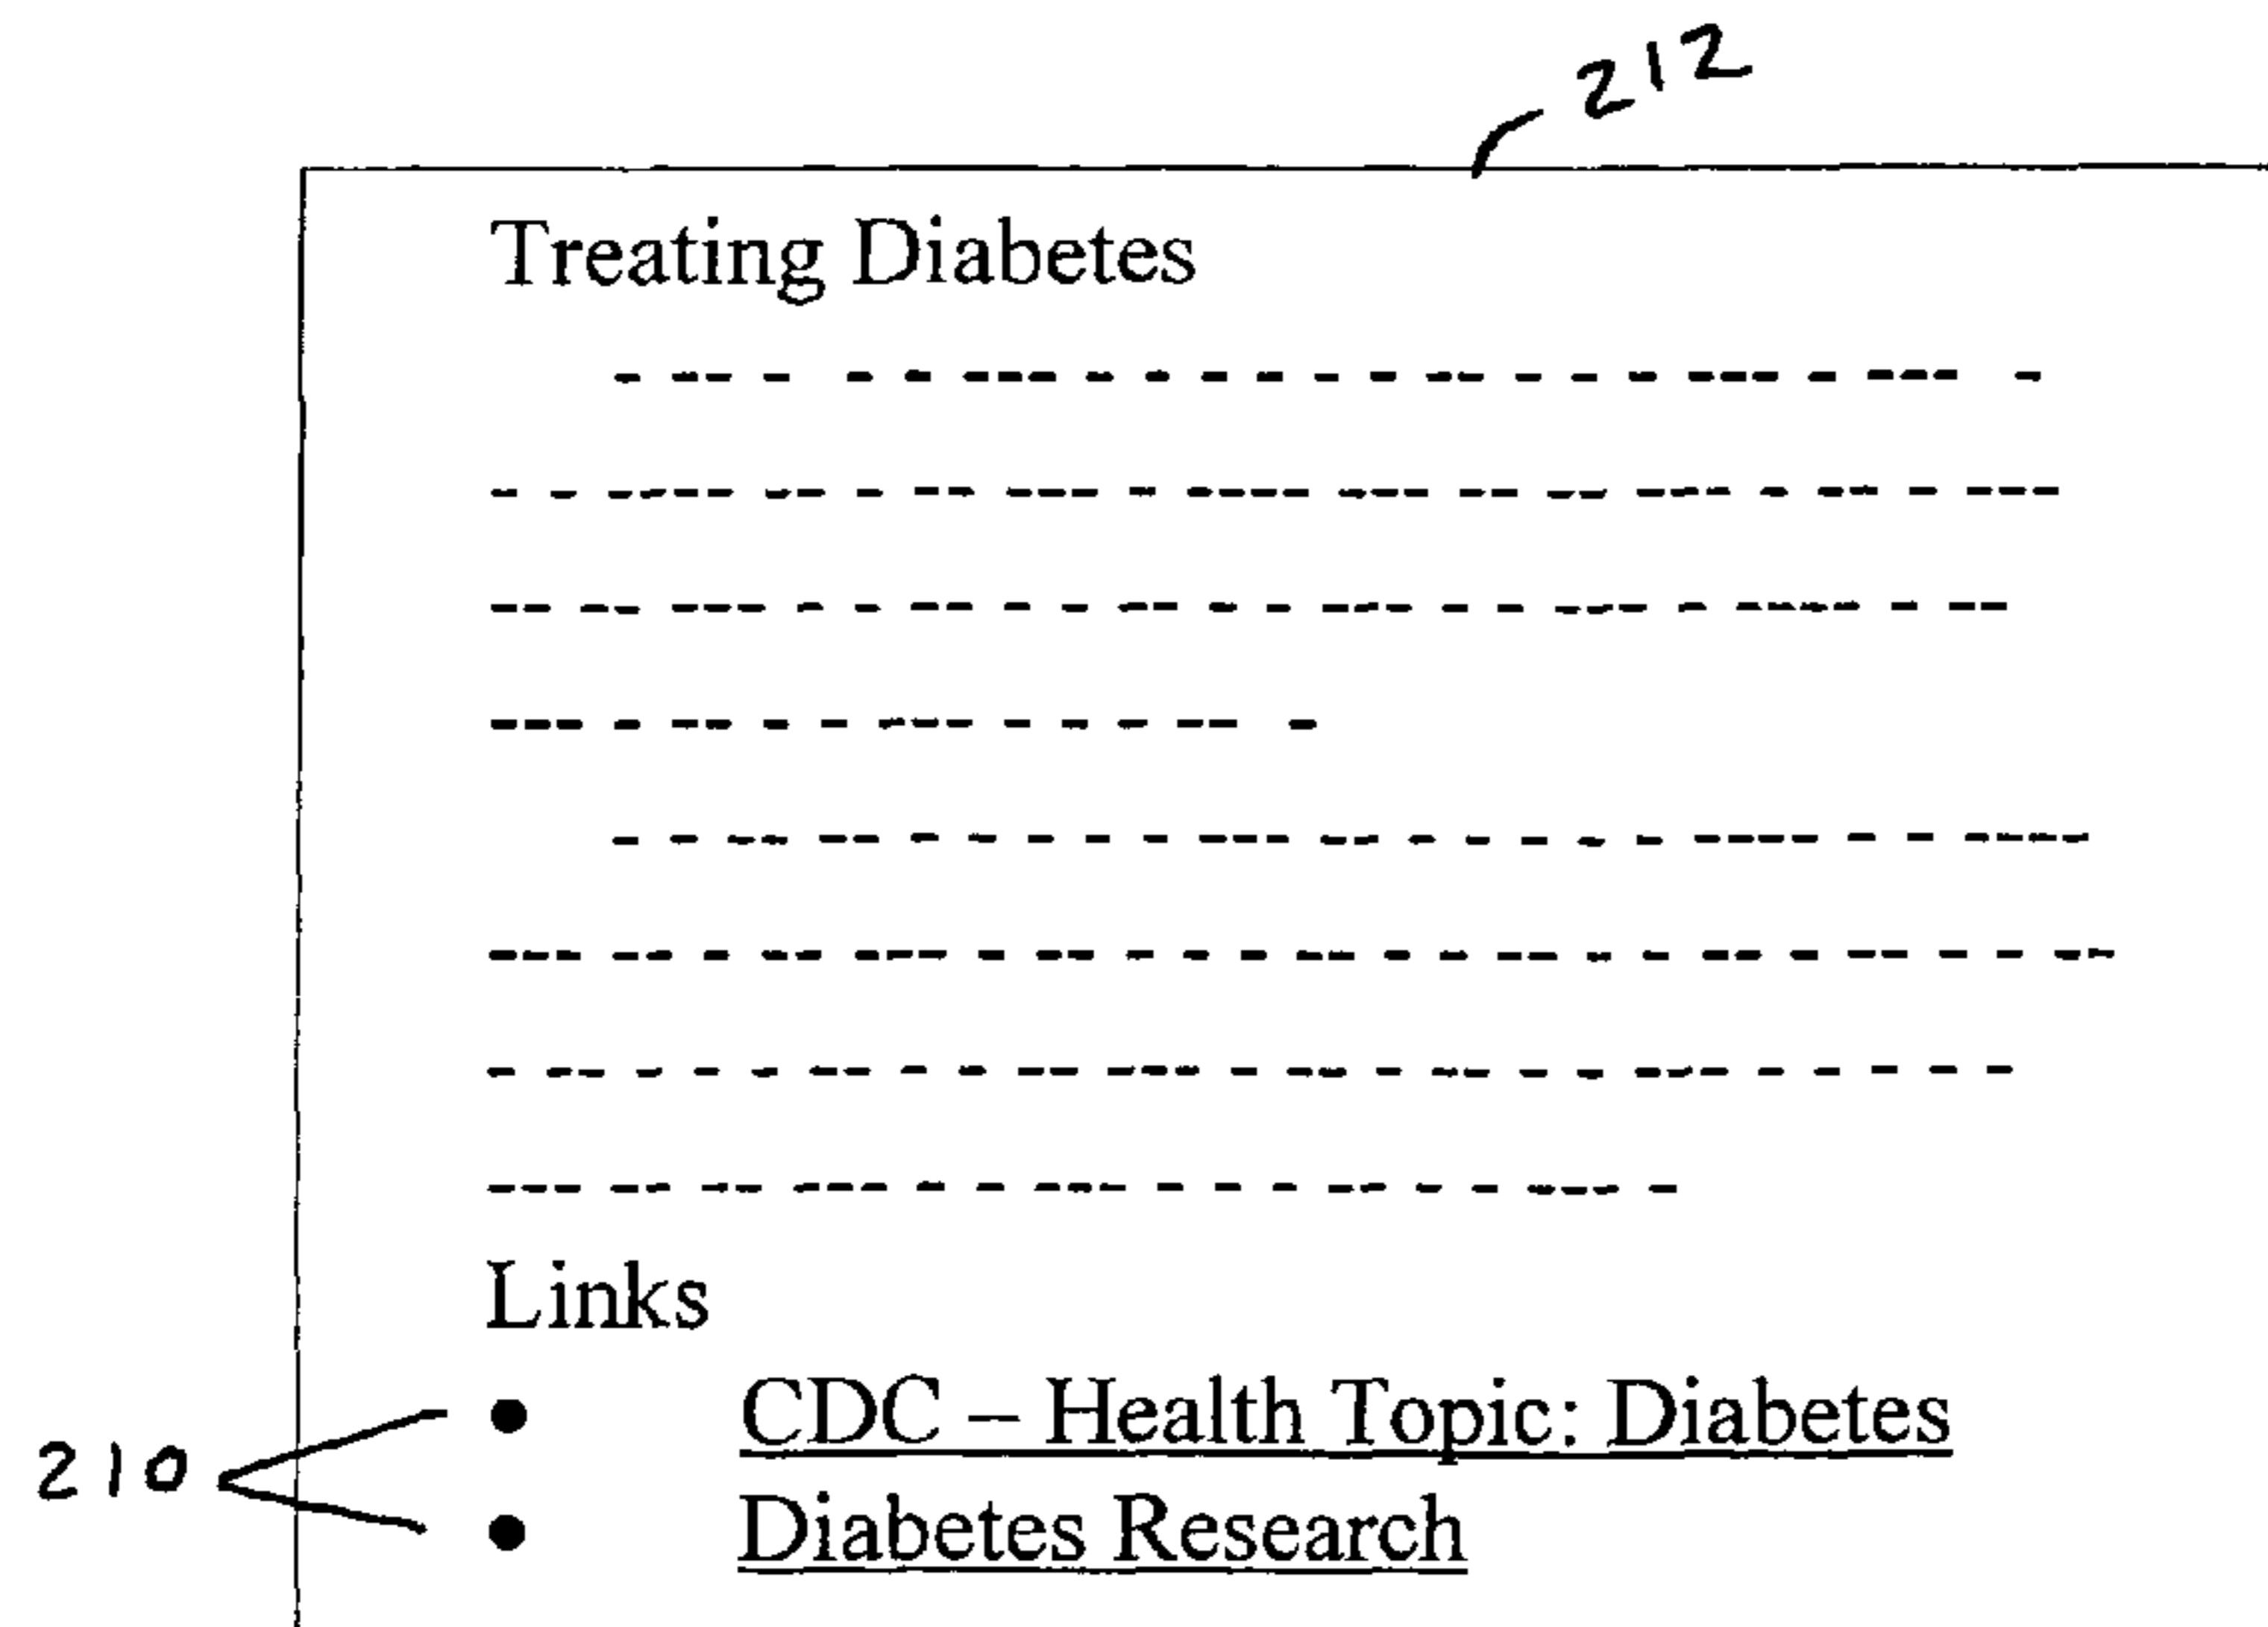 212
Treating Diabetes
Links
210
• CDC – Health Topic: Diabetes
• Diabetes Research